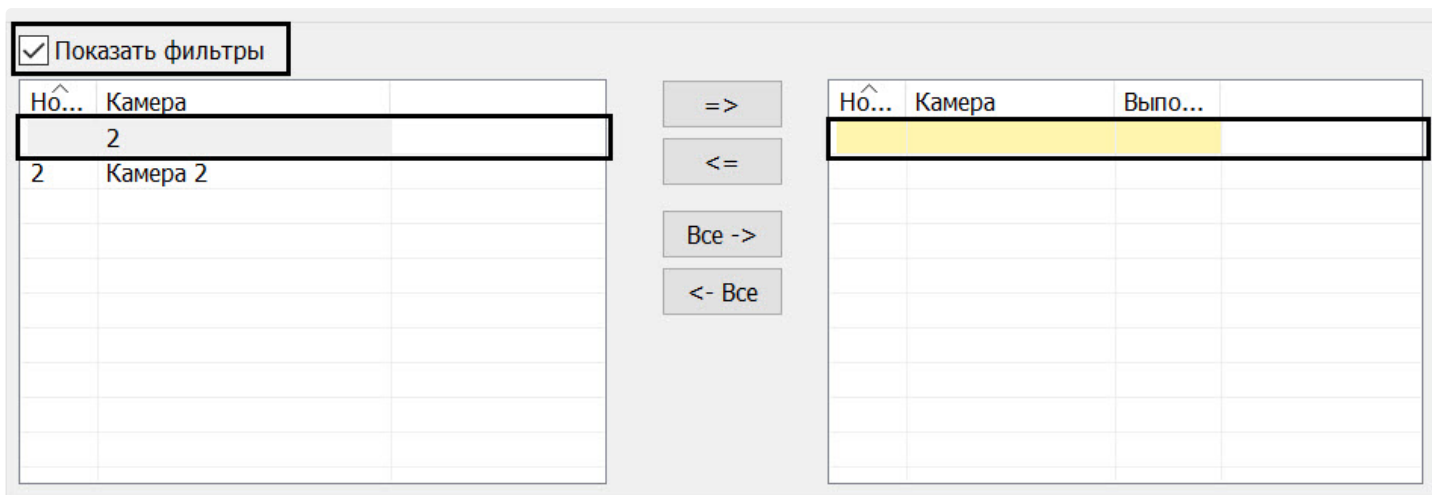 Показать фильтры
Но... Камера
2
2 Камера 2
=>
<=
Все ->
<- Все
Но... Камера Выпо...